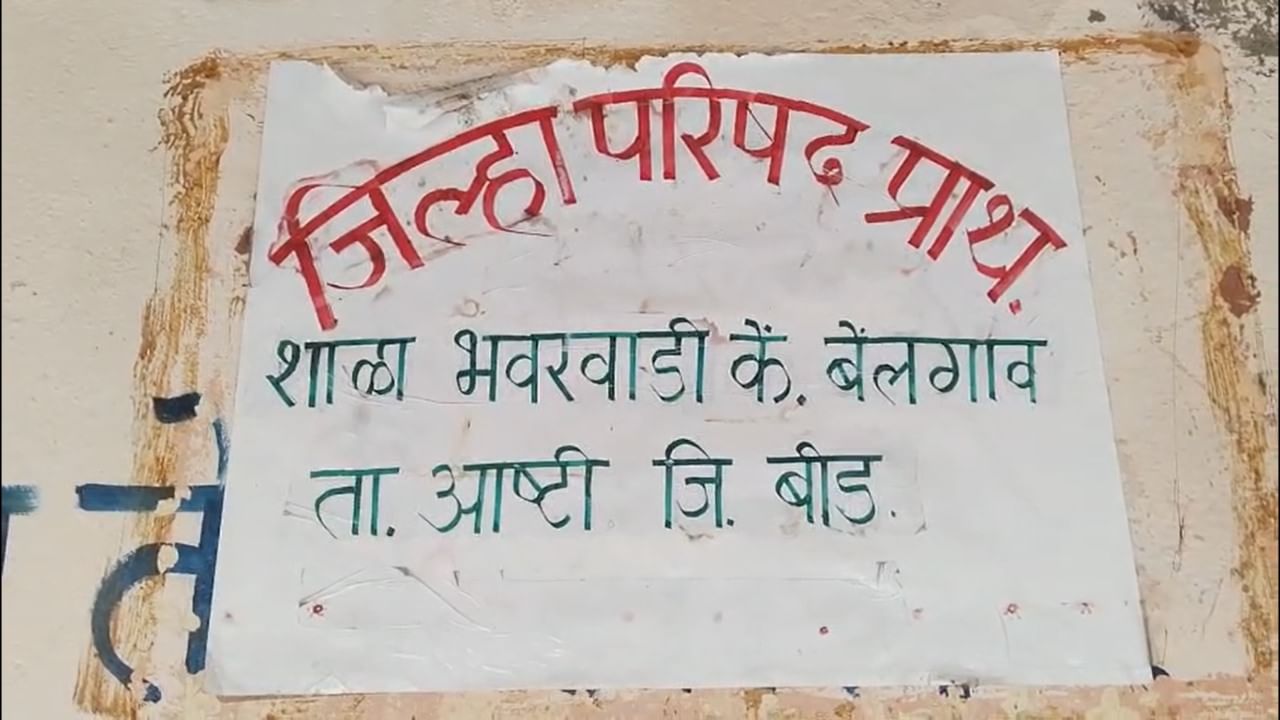 जिल्हा परिषद प्राथ.
शाळा भवरवाडी कें. बेंलगाव
ता. आष्टी जि. बीड.